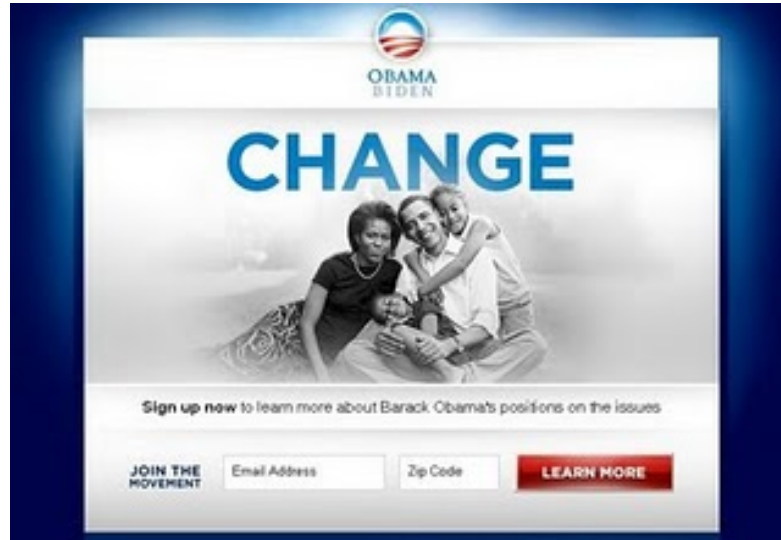 OBAMA
BIDEN
CHANGE
Sign up now to learn more about Barack Obama's positions on the issues
JOIN THE
MOVEMENT
Email Address
Zip Code
LEARN MORE